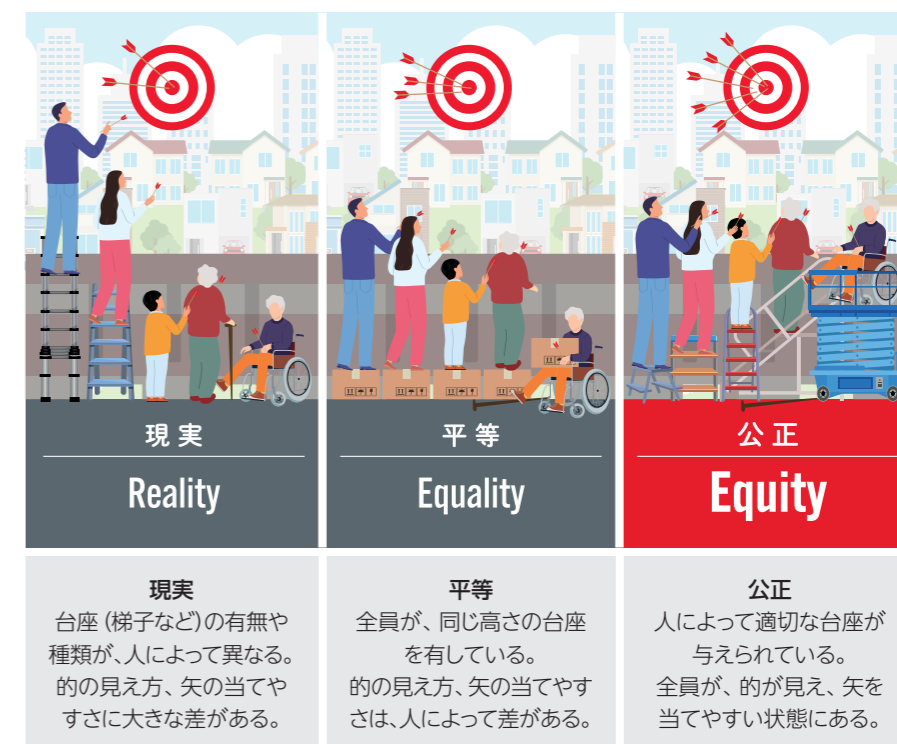 現実
Reality
平等
Equality
公正
Equity
現実
台座（梯子など）の有無や
種類が、人によって異なる。
的の見え方、矢の当てや
すさに大きな差がある。
平等
全員が、同じ高さの台座
を有している。
的の見え方、矢の当てやす
さは、人によって差がある。
公正
人によって適切な台座が
与えられている。
全員が、的が見え、矢を
当てやすい状態にある。